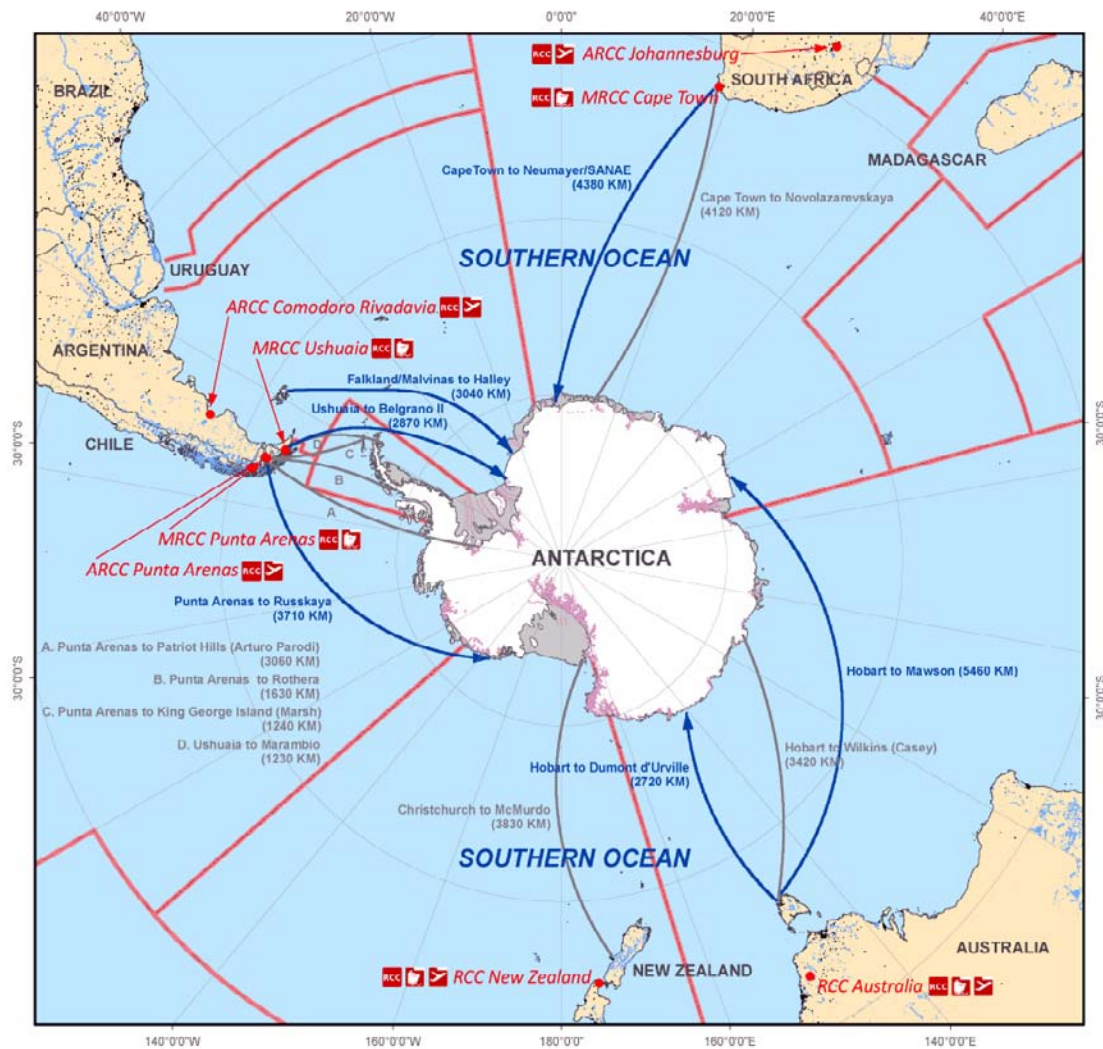 40°0'0"W
20°0'0"W
0°0'0"
20°0'0"E
40°0'0"E
RCC
ARCC Johannesburg
SOUTH AFRICA
BRAZIL
RCC
MRCC Cape Town
MADAGASCAR
CapeTown to Neumayer/SANAE
(4380 KM)
Cape Town to Novolazarevskaya
(4120 KM)
SOUTHERN OCEAN
URUGUAY
ARCC Comodoro Rivadavia
RCC
ARGENTINA
MRCC Ushuaia
RCC
Falkland/Malvinas to Halley
(3040 KM)
Ushuaia to Belgrano II
(2870 KM)
CHILE
30°0'0"S
30°0'0"S
D
C
B
A
MRCC Punta Arenas
RCC
ARCC Punta Arenas
RCC
ANTARCTICA
Punta Arenas to Russkaya
(3710 KM)
A. Punta Arenas to Patriot Hills (Arturo Parodi)
(3060 KM)
B. Punta Arenas to Rothera
(1630 KM)
C. Punta Arenas to King George Island (Marsh)
(1240 KM)
D. Ushuaia to Marambio
(1230 KM)
30°0'0"S
30°0'0"S
Hobart to Mawson (5460 KM)
Hobart to Wilkins (Casey)
(3420 KM)
Hobart to Dumont d'Urville
(2720 KM)
Christchurch to McMurdo
(3830 KM)
SOUTHERN OCEAN
AUSTRALIA
RCC
RCC New Zealand
NEW ZEALAND
RCC Australia
RCC
140°0'0"W
160°0'0"W
180°0'0"
160°0'0"E
140°0'0"E